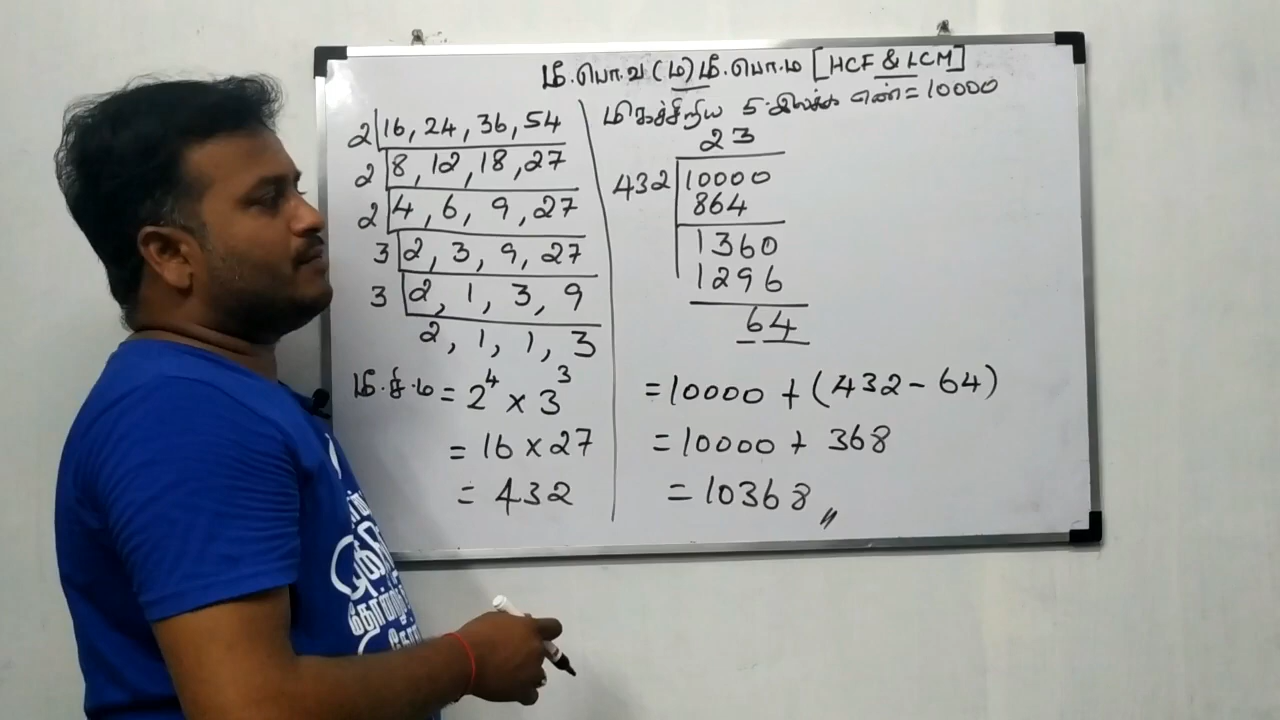 மீ.பொ.வ (ம) மீ.பொ.ம [HCF & LCM]
2|16, 24, 36, 54
2|8, 12, 18, 27
2|4, 6, 9, 27
3|2, 3, 9, 27
3|2, 1, 3, 9
2, 1, 1, 3
மீ.சி.ம = 2⁴ × 3³
= 16 × 27
= 432
மிகச்சிறிய 5 இலக்க எண் = 10000
23
432|10000
864
1360
1296
64
= 10000 + (432 - 64)
= 10000 + 368
= 10368,,
தோன்று